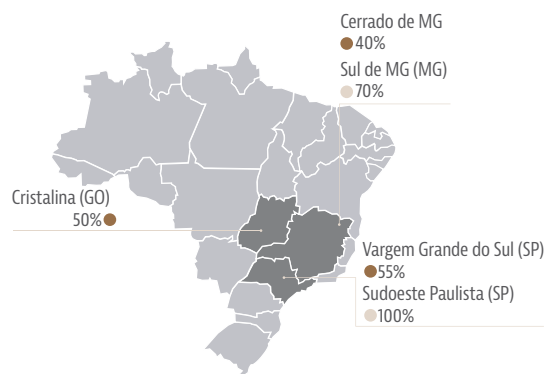 Cerrado de MG
40%
Sul de MG (MG)
70%
Cristalina (GO)
50%
Vargem Grande do Sul (SP)
55%
Sudoeste Paulista (SP)
100%